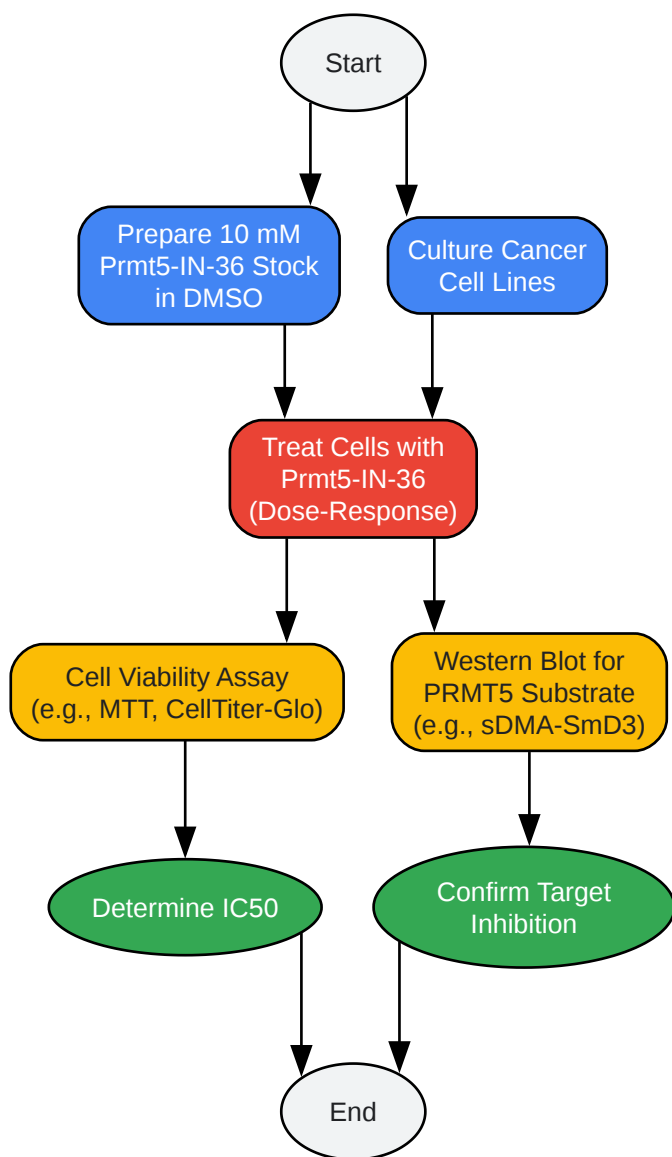 Start
Prepare 10 mM
Prmt5-IN-36 Stock
in DMSO
Culture Cancer
Cell Lines
Treat Cells with
Prmt5-IN-36
(Dose-Response)
Cell Viability Assay
(e.g., MTT, CellTiter-Glo)
Western Blot for
PRMT5 Substrate
(e.g., sDMA-SmD3)
Determine IC50
Confirm Target
Inhibition
End